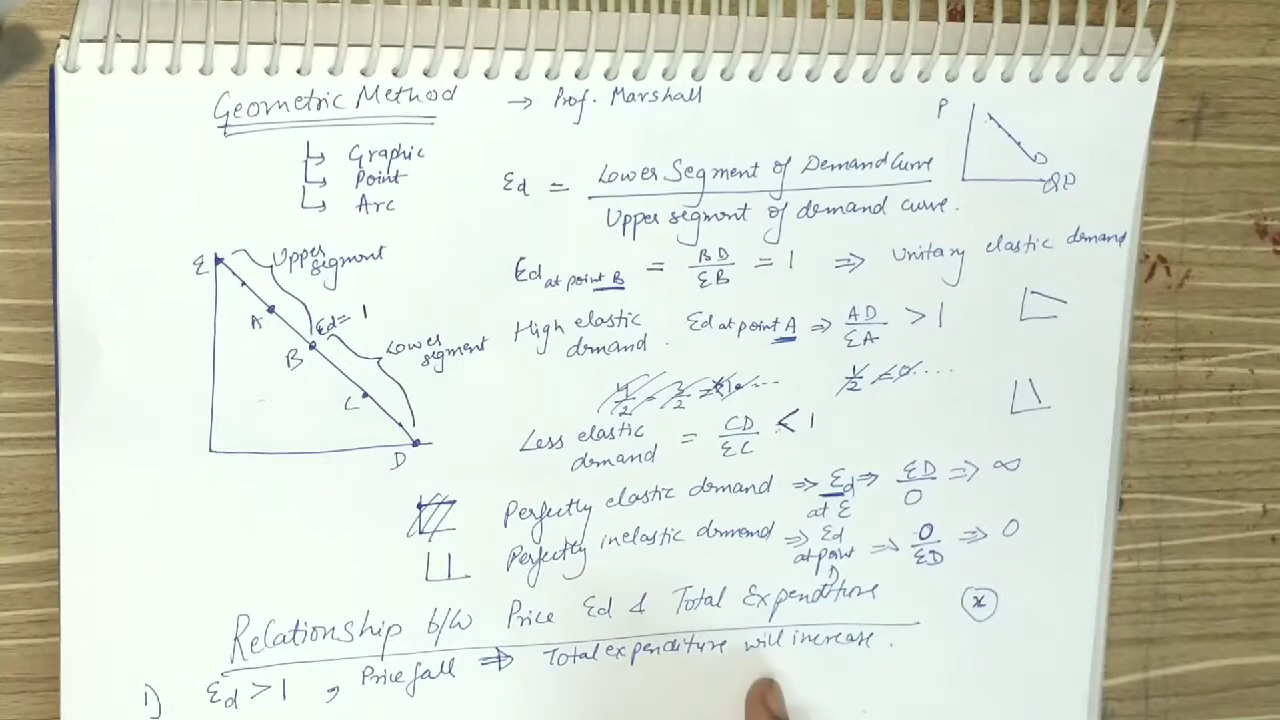 Geometric Method → Prof. Marshall
Graphic
Point
Arc
P
D
Ed = Lower Segment of Demand Curve
Upper segment of demand curve.
E
Upper segment
A
Ed = 1
B
Lower segment
C
D
Ed at point B = BD/EB = 1 ⇒ Unitary elastic demand
High elastic demand. Ed at point A ⇒ AD/EA > 1
Less elastic demand = CD/EC < 1
Perfectly elastic demand ⇒ Ed at E ⇒ ED/0 ⇒ ∞
Perfectly inelastic demand ⇒ Ed at point D ⇒ 0/ED ⇒ 0
Relationship b/w Price Ed & Total Expenditure
x
1) Ed > 1, Price fall ⇒ Total expenditure will increase.